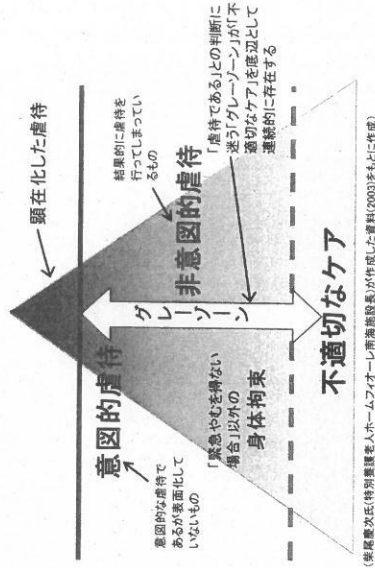 顕在化した虐待
意図的虐待
意図的な虐待で
あるが表面化して
いないもの
結果的に虐待を
行ってしまってい
るもの
非意図的虐待
グレーゾーン
「緊急やむを得ない
場合」以外の
身体拘束
「虐待である」との判断に
迷う「グレーゾーン」が「不
適切なケア」を底辺として
連続的に存在する
不適切なケア
(柴尾慶次氏(特別養護老人ホームフィオーレ南海施設長)が作成した資料(2003)をもとに作成)